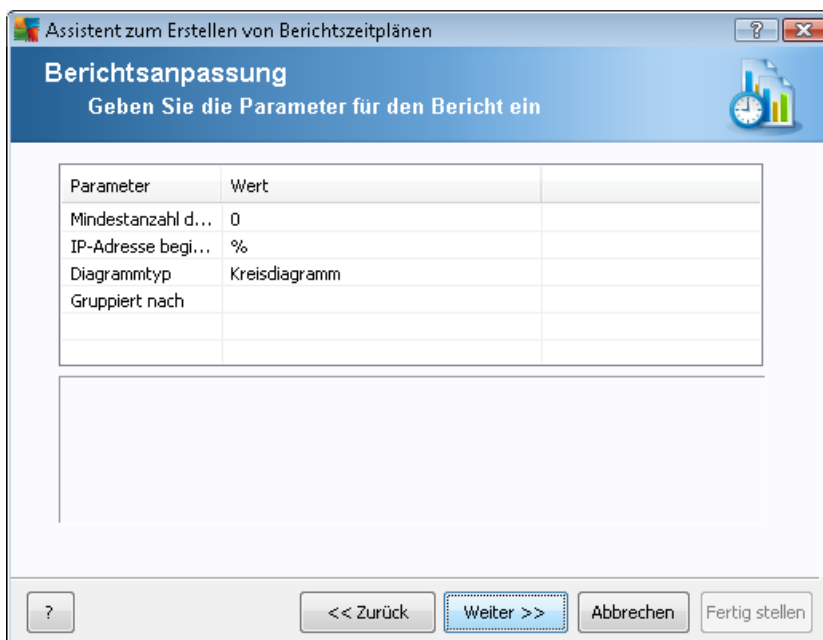 Assistent zum Erstellen von Berichtszeitplänen
Berichtsanpassung
Geben Sie die Parameter für den Bericht ein
Parameter Wert
Mindestanzahl d... 0
IP-Adresse begi... %
Diagrammtyp Kreisdiagramm
Gruppiert nach
? << Zurück Weiter >> Abbrechen Fertig stellen